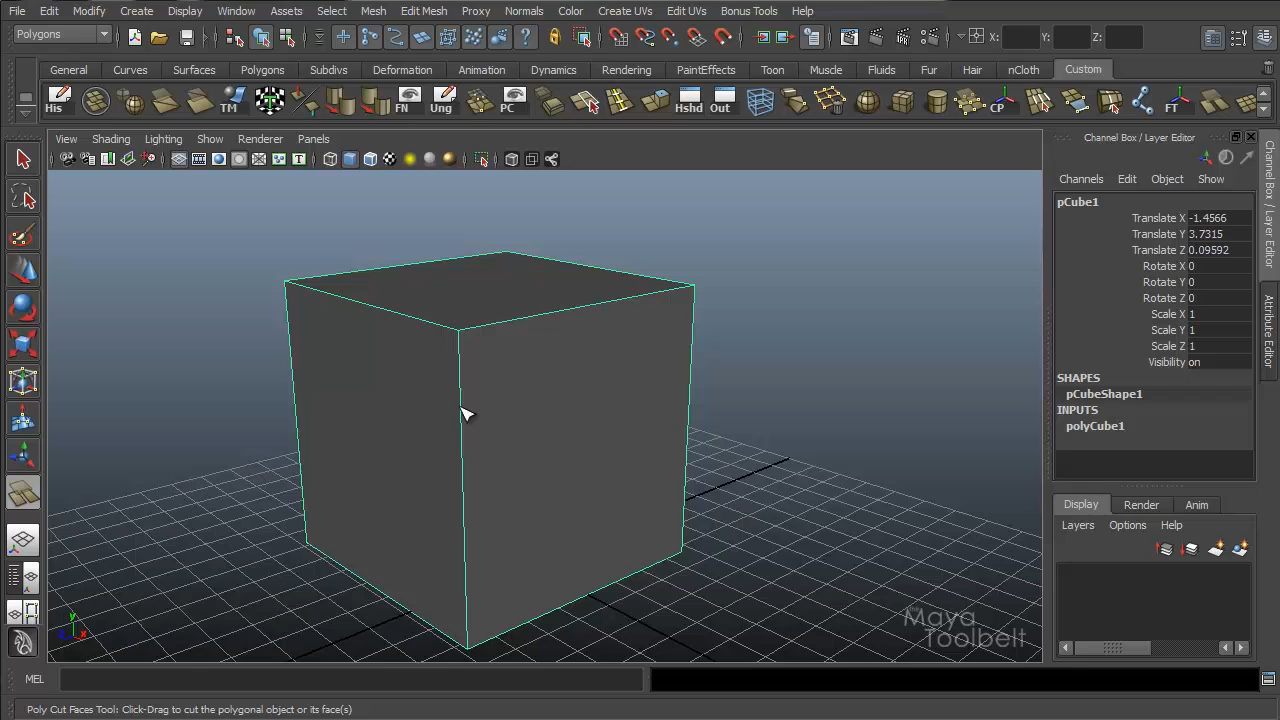 File Edit Modify Create Display Window Assets Select Mesh Edit Mesh Proxy Normals Color Create UVs Edit UVs Bonus Tools Help
Polygons X: Y: Z:
General Curves Surfaces Polygons Subdivs Deformation Animation Dynamics Rendering PaintEffects Toon Muscle Fluids Fur Hair nCloth Custom
His TM FN Ung PC Hshd Out CP FT
View Shading Lighting Show Renderer Panels
Channel Box / Layer Editor
Channels Edit Object Show
pCube1
Translate X -1.4566
Translate Y 3.7315
Translate Z 0.09592
Rotate X 0
Rotate Y 0
Rotate Z 0
Scale X 1
Scale Y 1
Scale Z 1
Visibility on
SHAPES
pCubeShape1
INPUTS
polyCube1
Display Render Anim
Layers Options Help
Channel Box / Layer Editor
Attribute Editor
y
z x
the
Maya
Toolbelt
MEL
Poly Cut Faces Tool: Click-Drag to cut the polygonal object or its face(s)